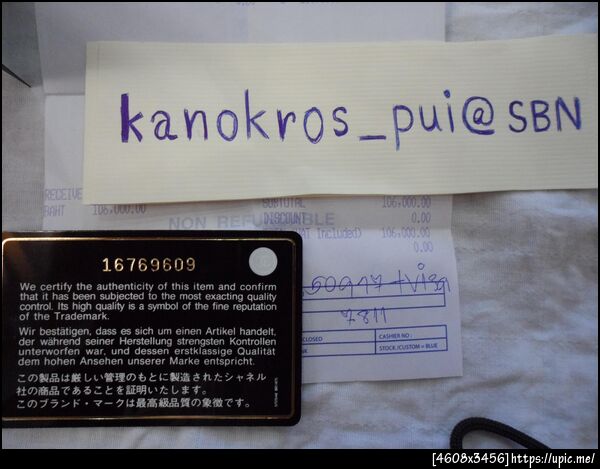 kanokros_pui@SBN
RECEIVE
BAHT 106,000.00
SUBTOTAL 106,000.00
DISCOUNT 0.00
NON REFUNDABLE
VAT Included) 106,000.00
0.00
7811
CLOSED
CASHIER NO :
STOCK./CUSTOM = BLUE
16769609
We certify the authenticity of this item and confirm
that it has been subjected to the most exacting quality
control. Its high quality is a symbol of the fine reputation
of the Trademark.
Wir bestätigen, dass es sich um einen Artikel handelt,
der während seiner Herstellung strengsten Kontrollen
unterworfen war, und dessen erstklassige Qualität
dem hohen Ansehen unserer Marke entspricht.
この製品は厳しい管理のもとに製造されたシャネル
社の商品であることを証明いたします。
このブランド・マークは最高級品質の象徴です。
[4608x3456]https://upic.me/